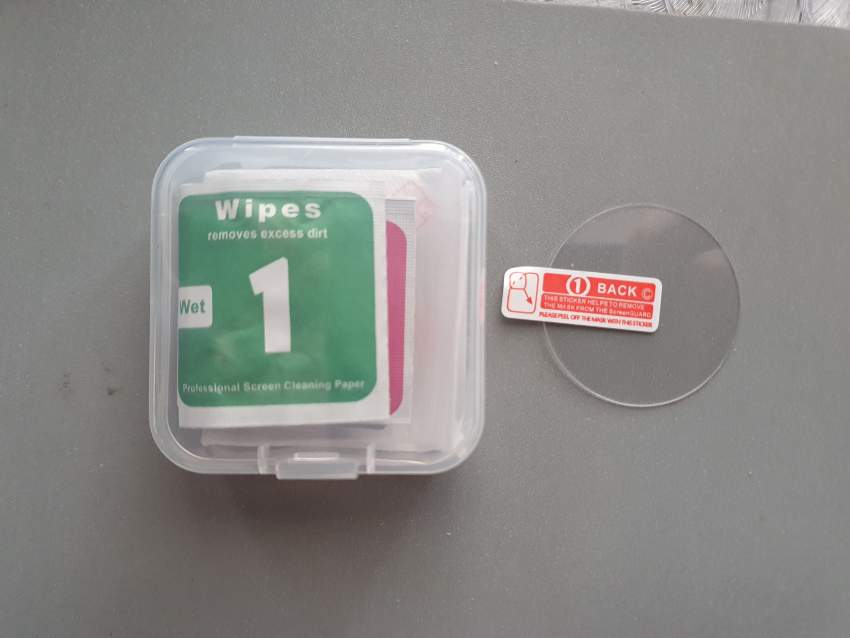 Wipes
removes excess dirt
Wet
1
Professional Screen Cleaning Paper
1 BACK
THIS STICKER HELPS TO REMOVE
THE MASK FROM THE ScreenGUARD
PLEASE PEEL OFF THE MASK WITH THIS STICKER